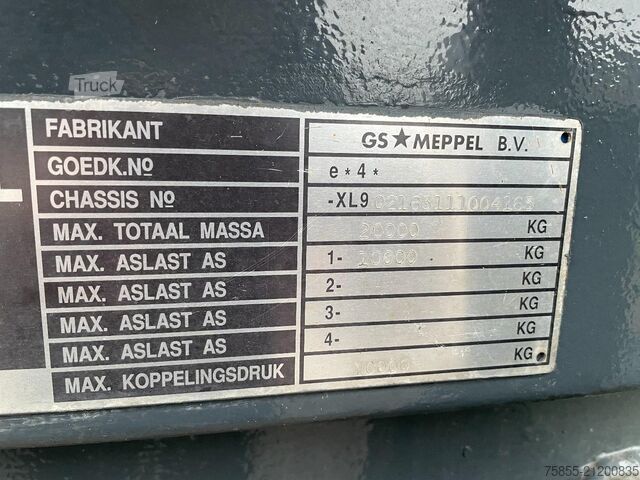 Truck
FABRIKANT GS★MEPPEL B.V.
GOEDK.Nº e*4*
CHASSIS Nº -XL9
MAX. TOTAAL MASSA 20000 KG
MAX. ASLAST AS 1- 10000 KG
MAX. ASLAST AS 2- KG
MAX. ASLAST AS 3- KG
MAX. ASLAST AS 4- KG
MAX. KOPPELINGSDRUK KG
75855-21200835